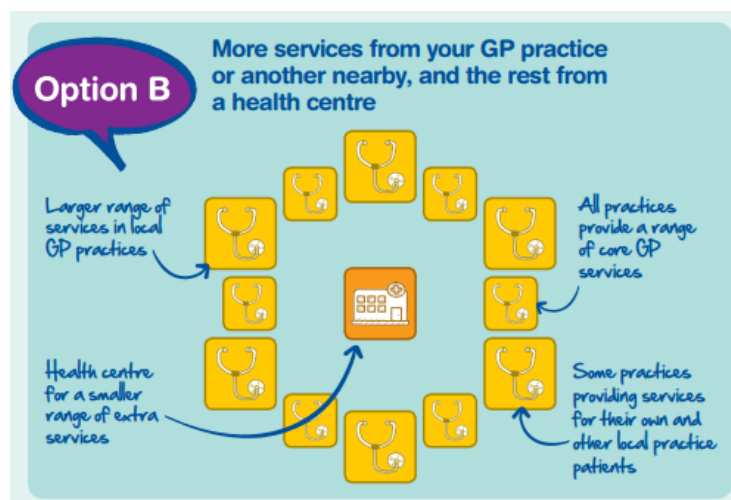 Option B
More services from your GP practice
or another nearby, and the rest from
a health centre
Larger range of
services in local
GP practices
All practices
provide a range
of core GP
services
Health centre
for a smaller
range of extra
services
Some practices
providing services
for their own and
other local practice
patients